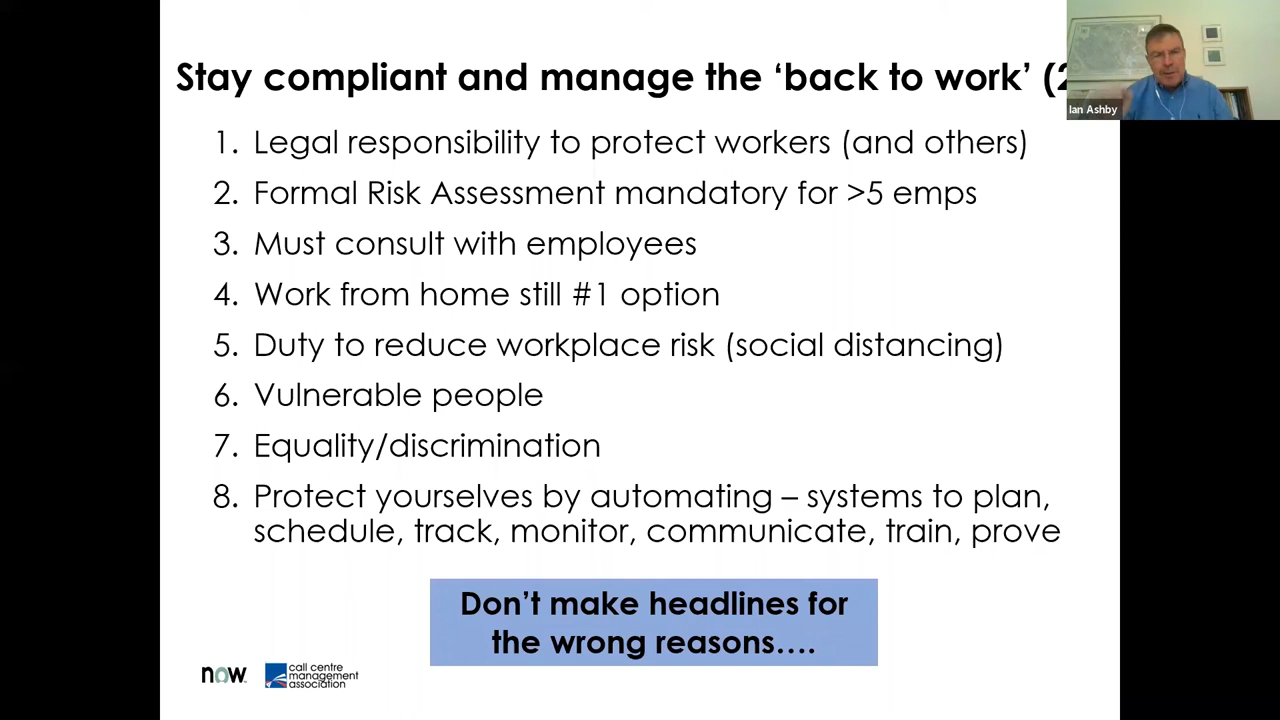 Stay compliant and manage the ‘back to work’ (2
Ian Ashby
1. Legal responsibility to protect workers (and others)
2. Formal Risk Assessment mandatory for >5 emps
3. Must consult with employees
4. Work from home still #1 option
5. Duty to reduce workplace risk (social distancing)
6. Vulnerable people
7. Equality/discrimination
8. Protect yourselves by automating – systems to plan,
schedule, track, monitor, communicate, train, prove
Don’t make headlines for
the wrong reasons….
now
call centre
management
association